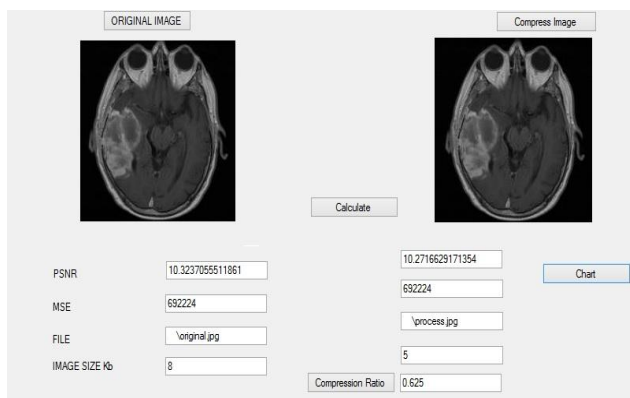 ORIGINAL IMAGE
Compress Image
Calculate
PSNR 10.3237055511861 10.2716629171354
Chart
MSE 692224 692224
FILE \original.jpg \process.jpg
IMAGE SIZE Kb 8 5
Compression Ratio 0.625